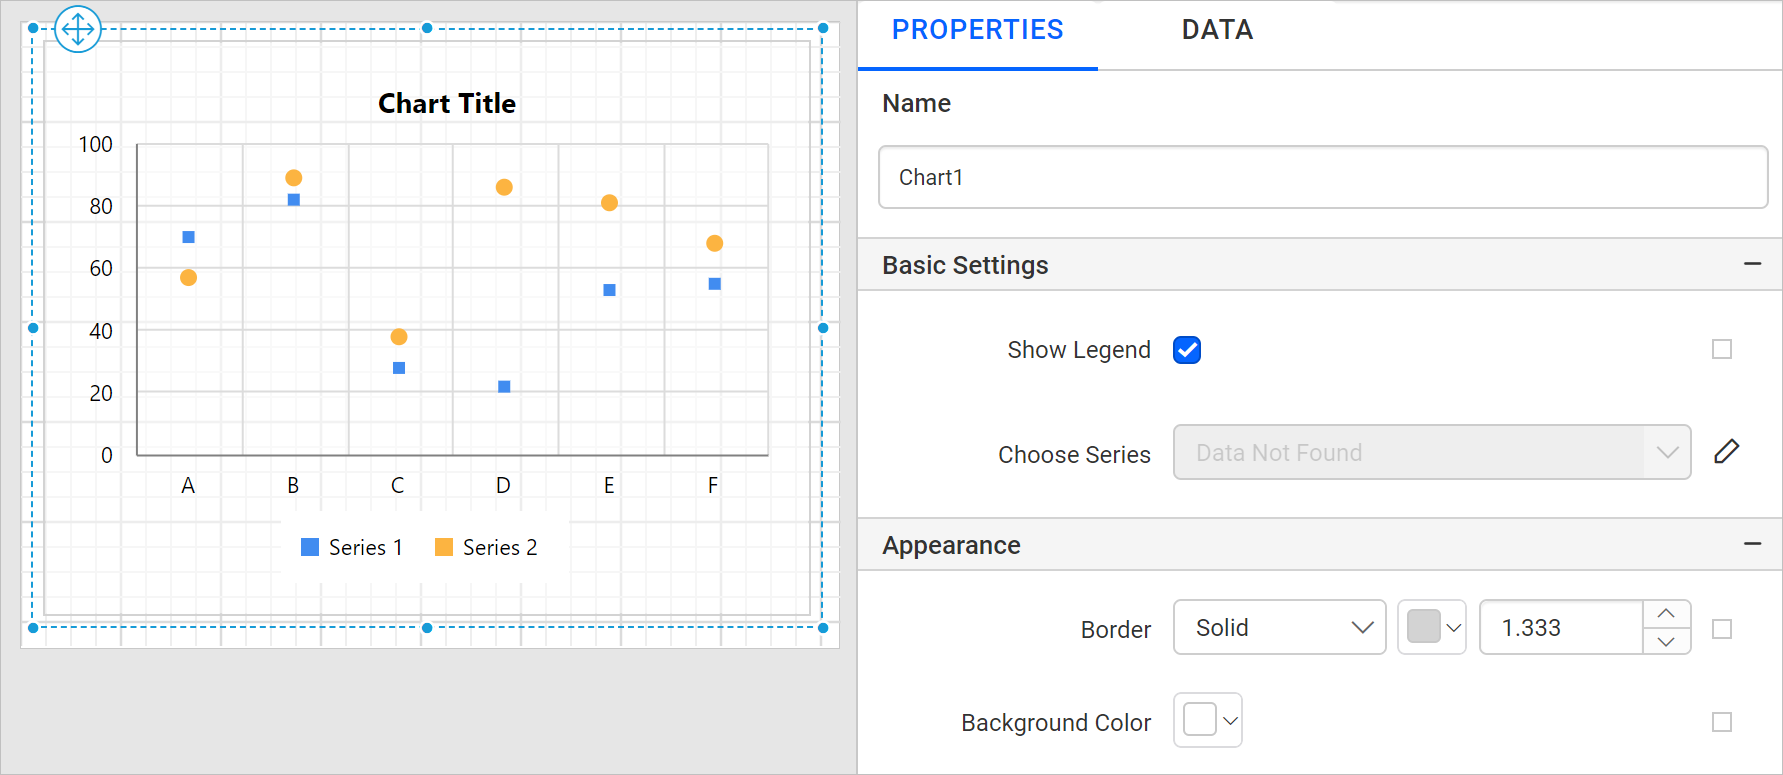 Chart Title
100
80
60
40
20
0
A B C D E F
Series 1 Series 2
PROPERTIES DATA
Name
Chart1
Basic Settings
Show Legend
Choose Series Data Not Found
Appearance
Border Solid 1.333
Background Color